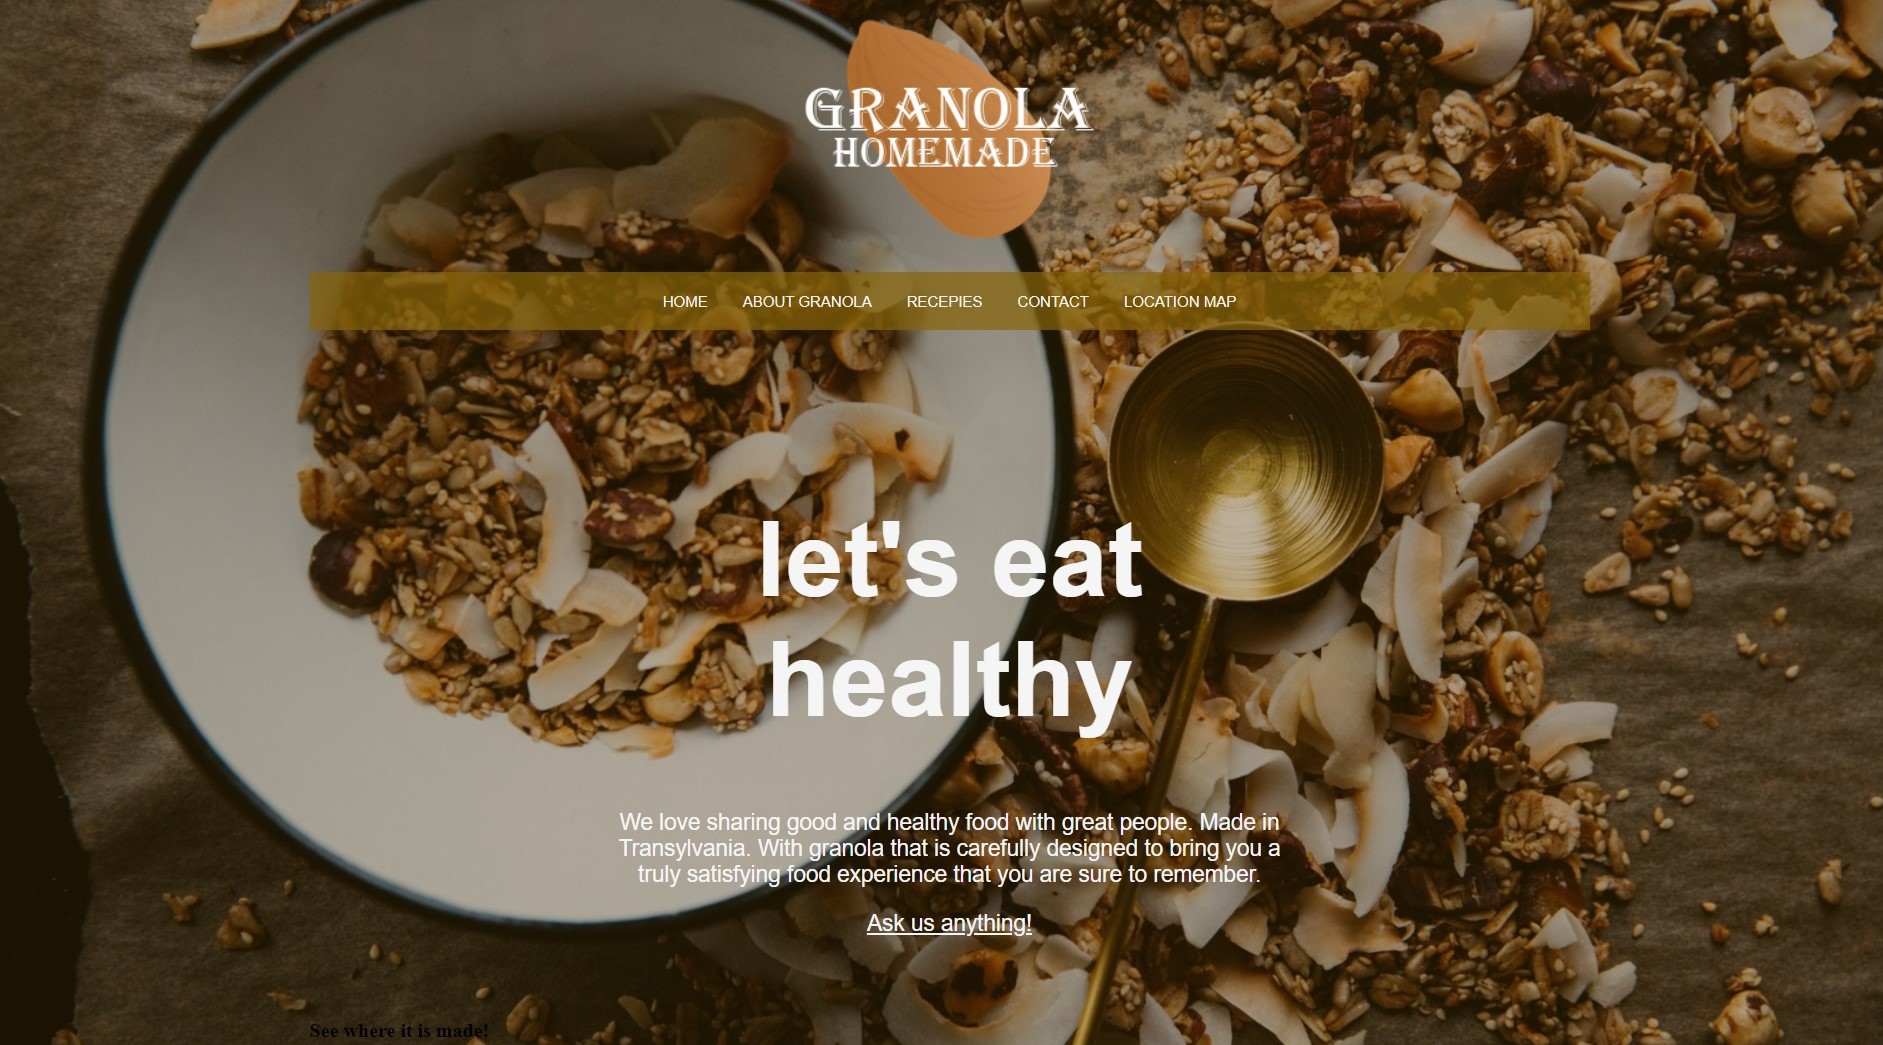 GRANOLA
HOMEMADE
HOME ABOUT GRANOLA RECEPIES CONTACT LOCATION MAP
let's eat
healthy
We love sharing good and healthy food with great people. Made in
Transylvania. With granola that is carefully designed to bring you a
truly satisfying food experience that you are sure to remember.
Ask us anything!
See where it is made!